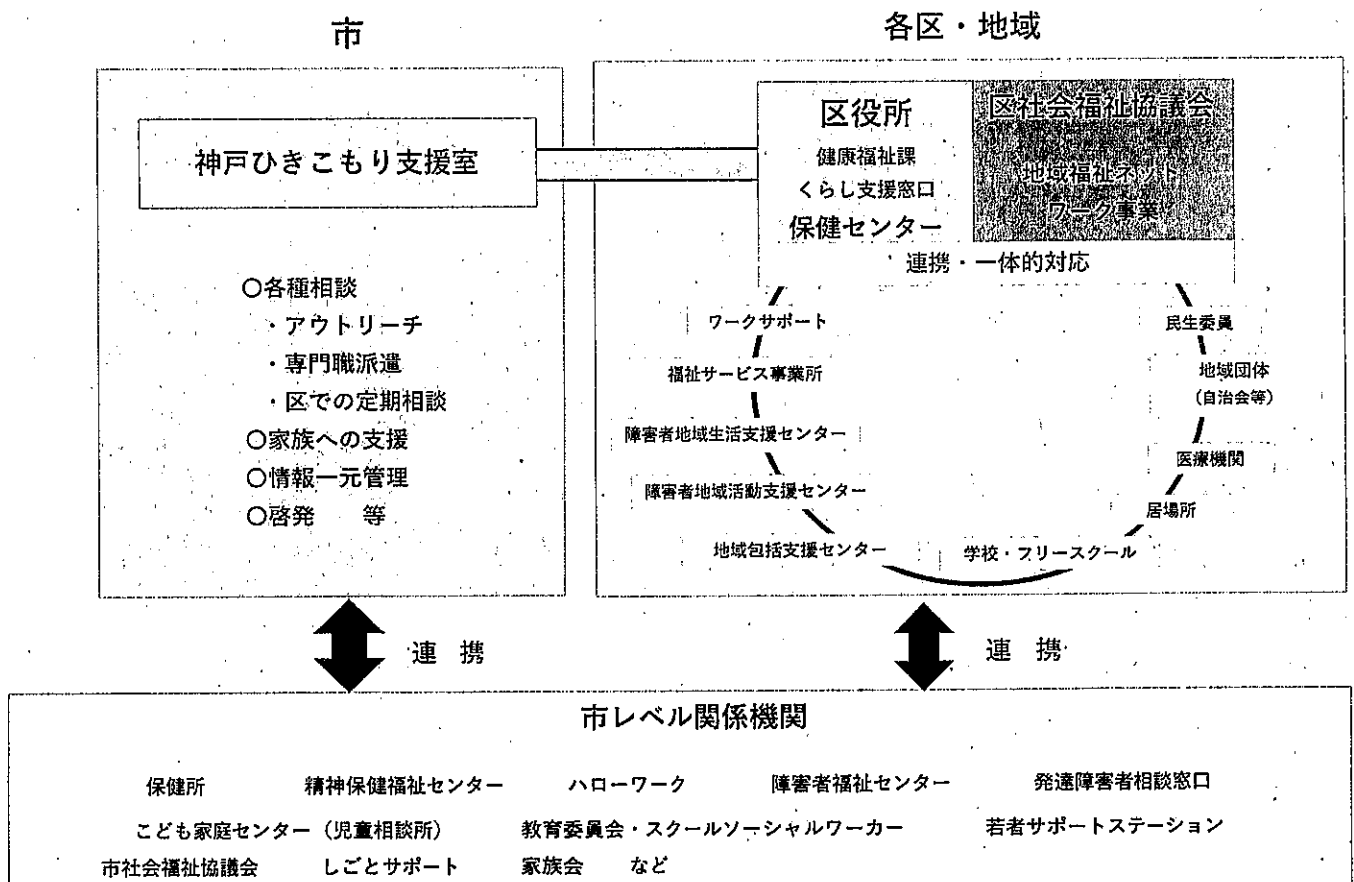 市
神戸ひきこもり支援室
○各種相談
・アウトリーチ
・専門職派遣
・区での定期相談
○家族への支援
○情報一元管理
○啓発 等
各区・地域
区役所
健康福祉課
くらし支援窓口
保健センター
区社会福祉協議会
地域福祉ネット
ワーク事業
連携・一体的対応
ワークサポート
福祉サービス事業所
障害者地域生活支援センター
障害者地域活動支援センター
地域包括支援センター
学校・フリースクール
居場所
医療機関
地域団体
(自治会等)
民生委員
連携
連携
市レベル関係機関
保健所 精神保健福祉センター ハローワーク 障害者福祉センター 発達障害者相談窓口
こども家庭センター(児童相談所) 教育委員会・スクールソーシャルワーカー 若者サポートステーション
市社会福祉協議会 しごとサポート 家族会 など